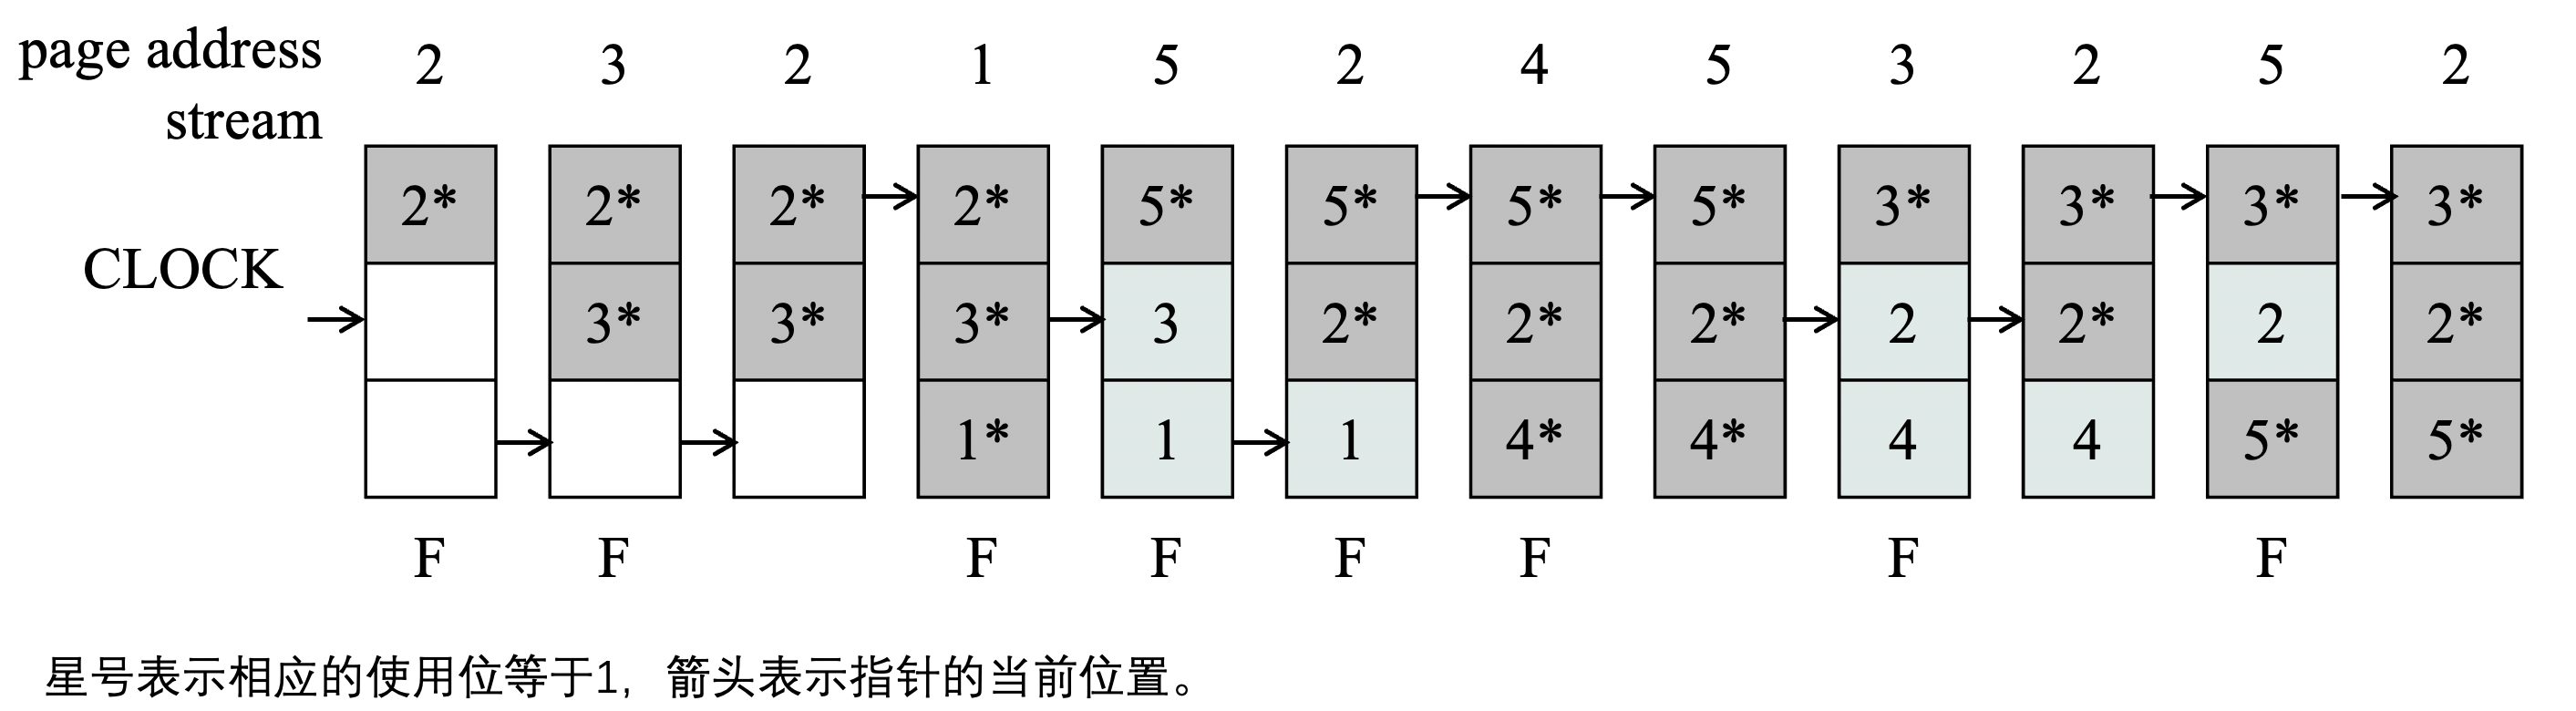 page address stream 2 3 2 1 5 2 4 5 3 2 5 2
CLOCK
2* 2* 2* 2* 5* 5* 5* 5* 3* 3* 3* 3*
3* 3* 3* 3 2* 2* 2* 2 2* 2 2*
1* 1 1 4* 4* 4 4 5* 5*
F F F F F F F F
星号表示相应的使用位等于1，箭头表示指针的当前位置。